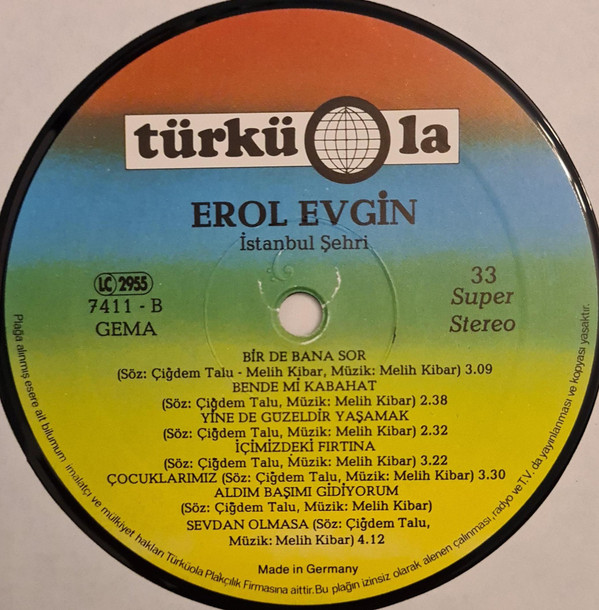 türküola
EROL EVGİN
İstanbul Şehri
LC 2955
7411 - B
GEMA
33
Super
Stereo
BİR DE BANA SOR
(Söz: Çiğdem Talu - Melih Kibar, Müzik: Melih Kibar) 3.09
BENDE Mİ KABAHAT
(Söz: Çiğdem Talu, Müzik: Melih Kibar) 2.38
YİNE DE GÜZELDİR YAŞAMAK
(Söz: Çiğdem Talu, Müzik: Melih Kibar) 2.32
İÇİMİZDEKİ FIRTINA
(Söz: Çiğdem Talu, Müzik: Melih Kibar) 3.22
ÇOCUKLARIMIZ (Söz: Çiğdem Talu, Müzik: Melih Kibar) 3.30
ALDIM BAŞIMI GİDİYORUM
(Söz: Çiğdem Talu, Müzik: Melih Kibar)
SEVDAN OLMASA (Söz: Çiğdem Talu,
Müzik: Melih Kibar) 4.12
Made in Germany
Plağa alınmış esere ait bilumum imalatçı ve mülkiyet hakları Türküola Plakçılık Firmasına aittir. Bu plağın izinsiz olarak alenen çalınması, radyo ve T.V. da yayınlanması ve kopyası yasaktır.